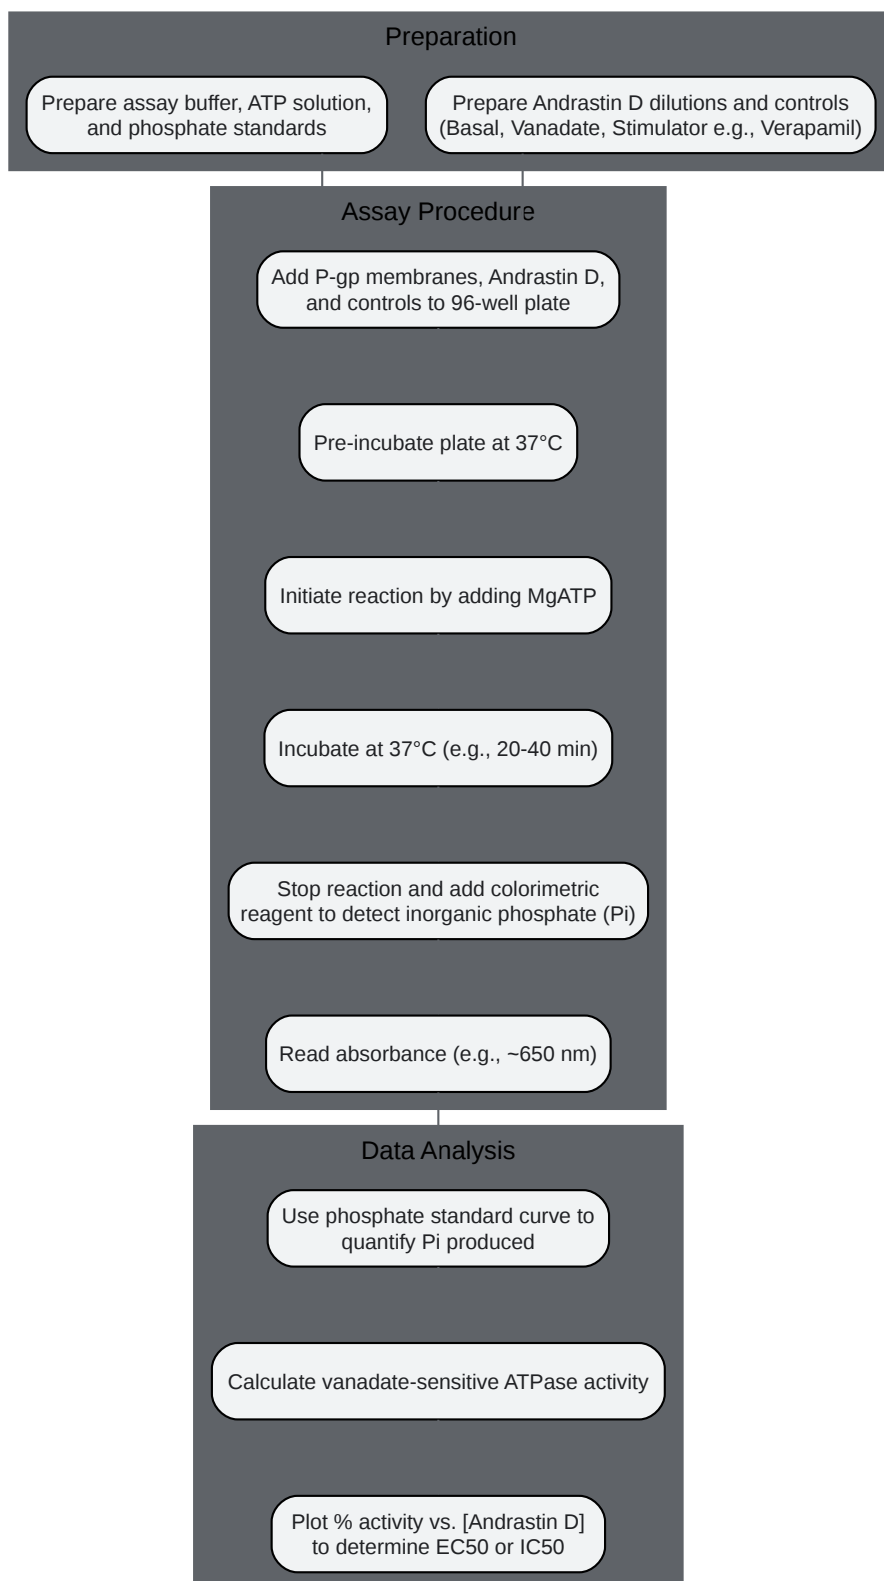 Preparation
Prepare assay buffer, ATP solution,
and phosphate standards
Prepare Andrastin D dilutions and controls
(Basal, Vanadate, Stimulator e.g., Verapamil)
Assay Procedure
Add P-gp membranes, Andrastin D,
and controls to 96-well plate
Pre-incubate plate at 37°C
Initiate reaction by adding MgATP
Incubate at 37°C (e.g., 20-40 min)
Stop reaction and add colorimetric
reagent to detect inorganic phosphate (Pi)
Read absorbance (e.g., ~650 nm)
Data Analysis
Use phosphate standard curve to
quantify Pi produced
Calculate vanadate-sensitive ATPase activity
Plot % activity vs. [Andrastin D]
to determine EC50 or IC50